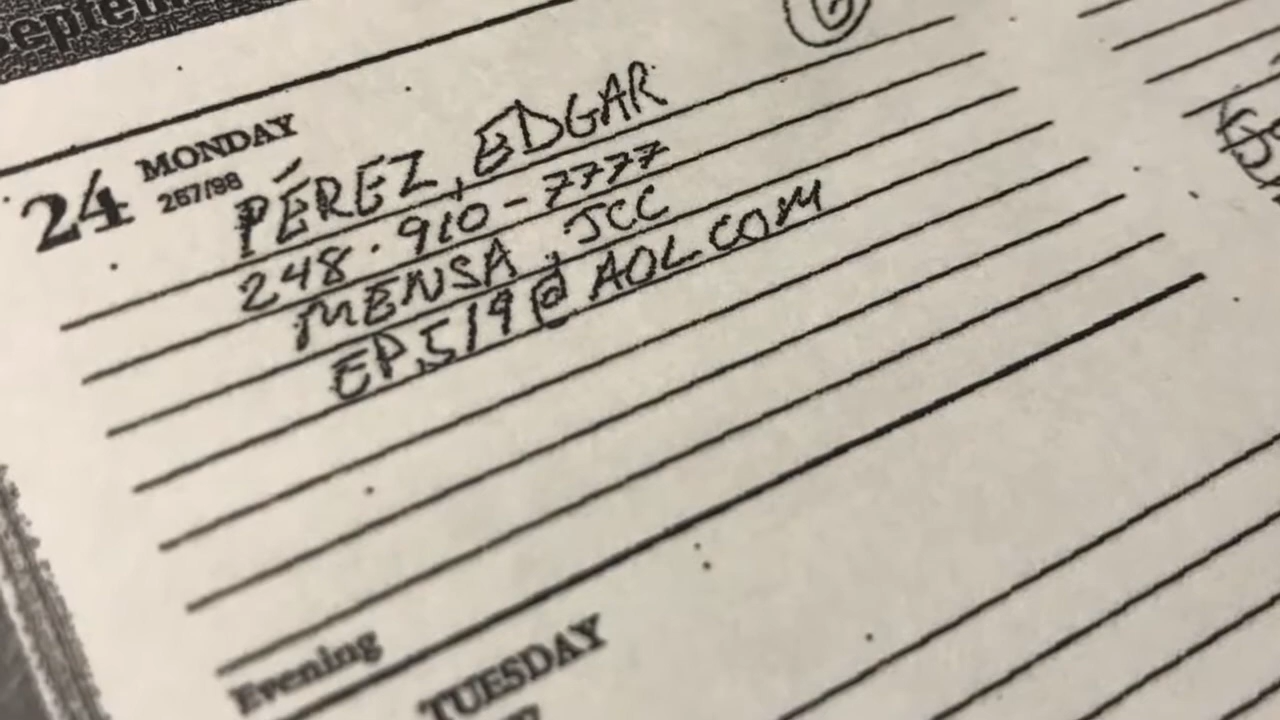 24 MONDAY
267/98
PÉREZ, EDGAR
248.910-7777
MENSA, JCC
EP519@AOL.COM
Evening
TUESDAY